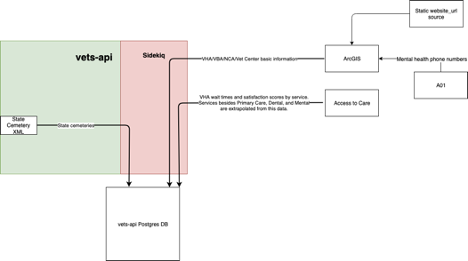 Static website_url
source
vets-api
Sidekiq
VHA/VBA/NCA/Vet Center basic information
ArcGIS
Mental health phone numbers
A01
VHA wait times and satisfaction scores by service.
Services besides Primary Care, Dental, and Mental
are extrapolated from this data.
Access to Care
State
Cemetery
XML
State cemeteries
vets-api Postgres DB